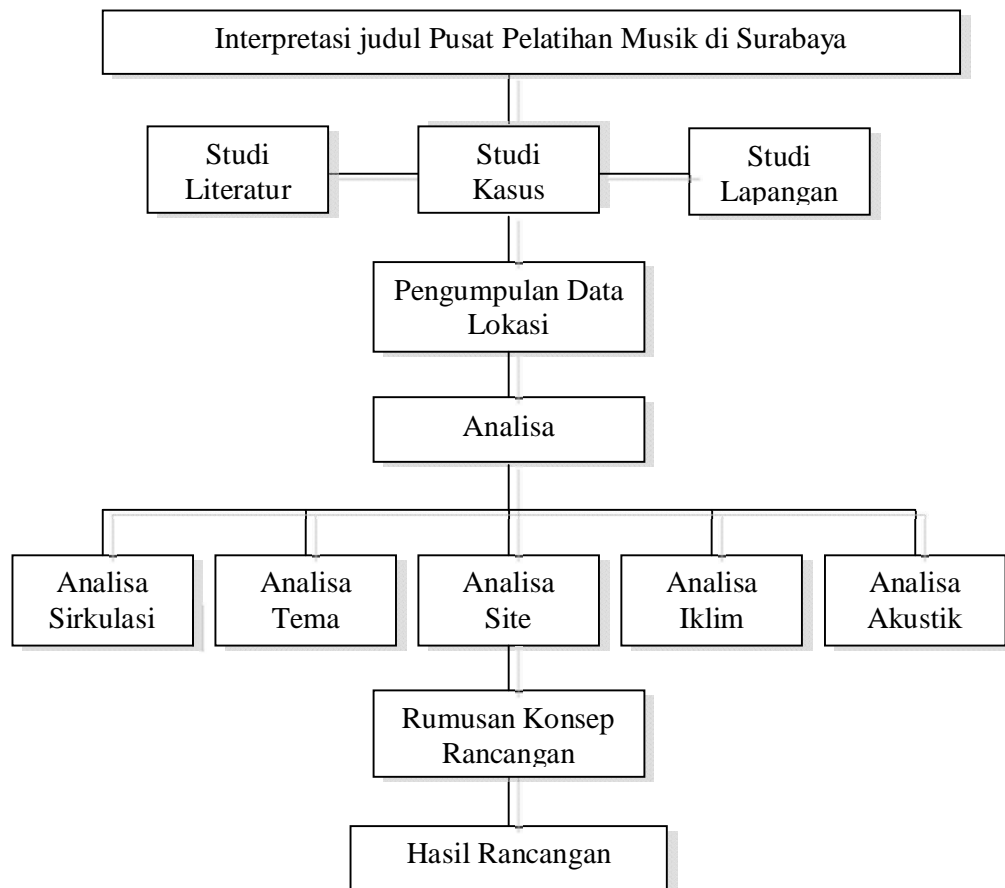 Interpretasi judul Pusat Pelatihan Musik di Surabaya
Studi
Literatur
Studi
Kasus
Studi
Lapangan
Pengumpulan Data
Lokasi
Analisa
Analisa
Sirkulasi
Analisa
Tema
Analisa
Site
Analisa
Iklim
Analisa
Akustik
Rumusan Konsep
Rancangan
Hasil Rancangan